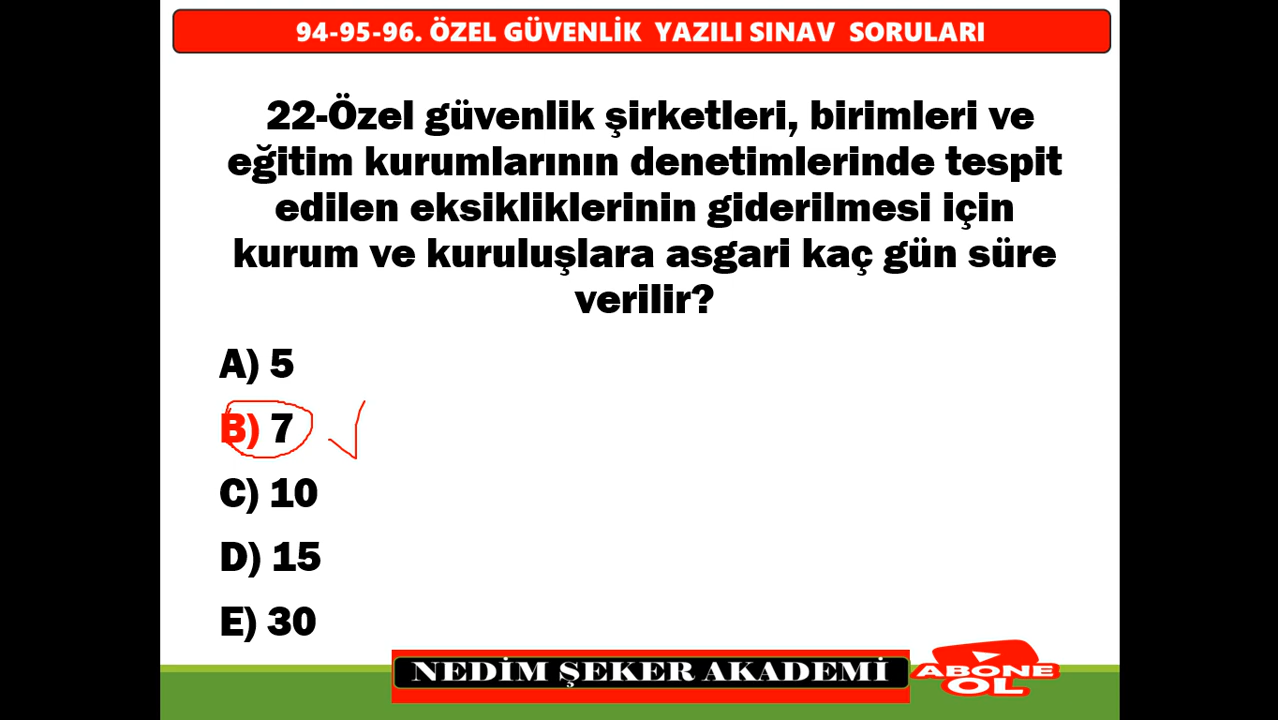 94-95-96. ÖZEL GÜVENLİK YAZILI SINAV SORULARI
22-Özel güvenlik şirketleri, birimleri ve
eğitim kurumlarının denetimlerinde tespit
edilen eksikliklerinin giderilmesi için
kurum ve kuruluşlara asgari kaç gün süre
verilir?
A) 5
B) 7
C) 10
D) 15
E) 30
NEDİM ŞEKER AKADEMİ
ABONE
OL